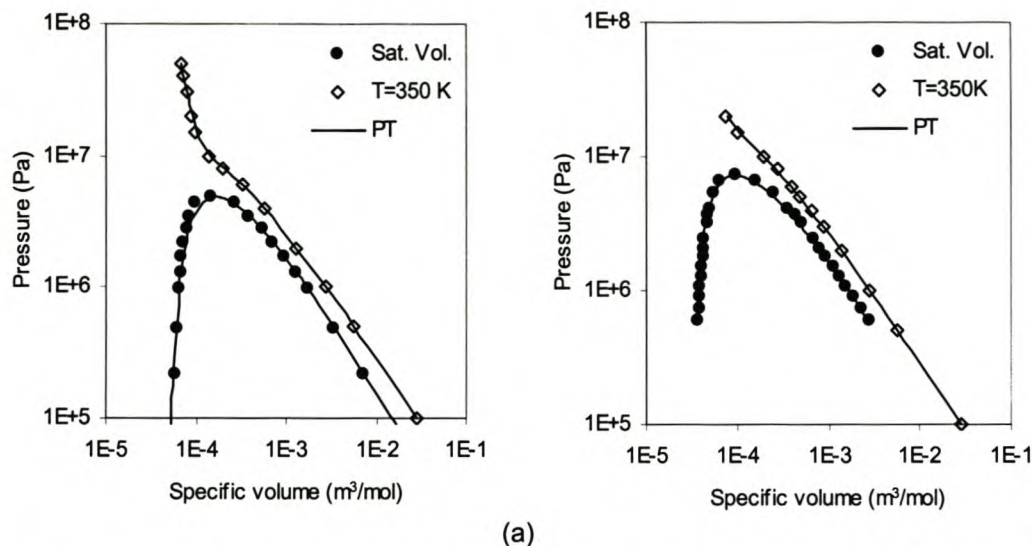 1E+8
1E+7
1E+6
1E+5
Pressure (Pa)
Sat. Vol.
T=350 K
PT
1E-5 1E-4 1E-3 1E-2 1E-1
Specific volume (m³/mol)
1E+8
1E+7
1E+6
1E+5
Pressure (Pa)
Sat. Vol.
T=350K
PT
1E-5 1E-4 1E-3 1E-2 1E-1
Specific volume (m³/mol)
(a)